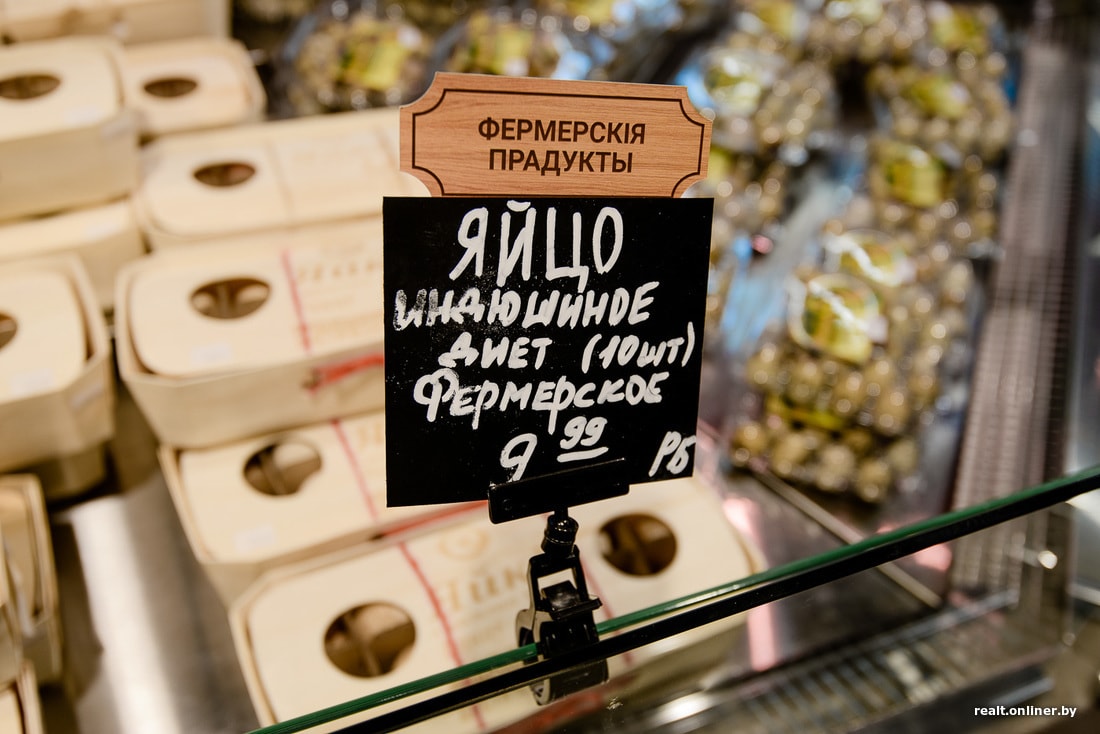 ФЕРМЕРСКІЯ
ПРАДУКТЫ
ЯЙЦО
ИНДЮШИНОЕ
ДИЕТ (10шт)
ФЕРМЕРСКОЕ
9 99 РБ
realt.onliner.by